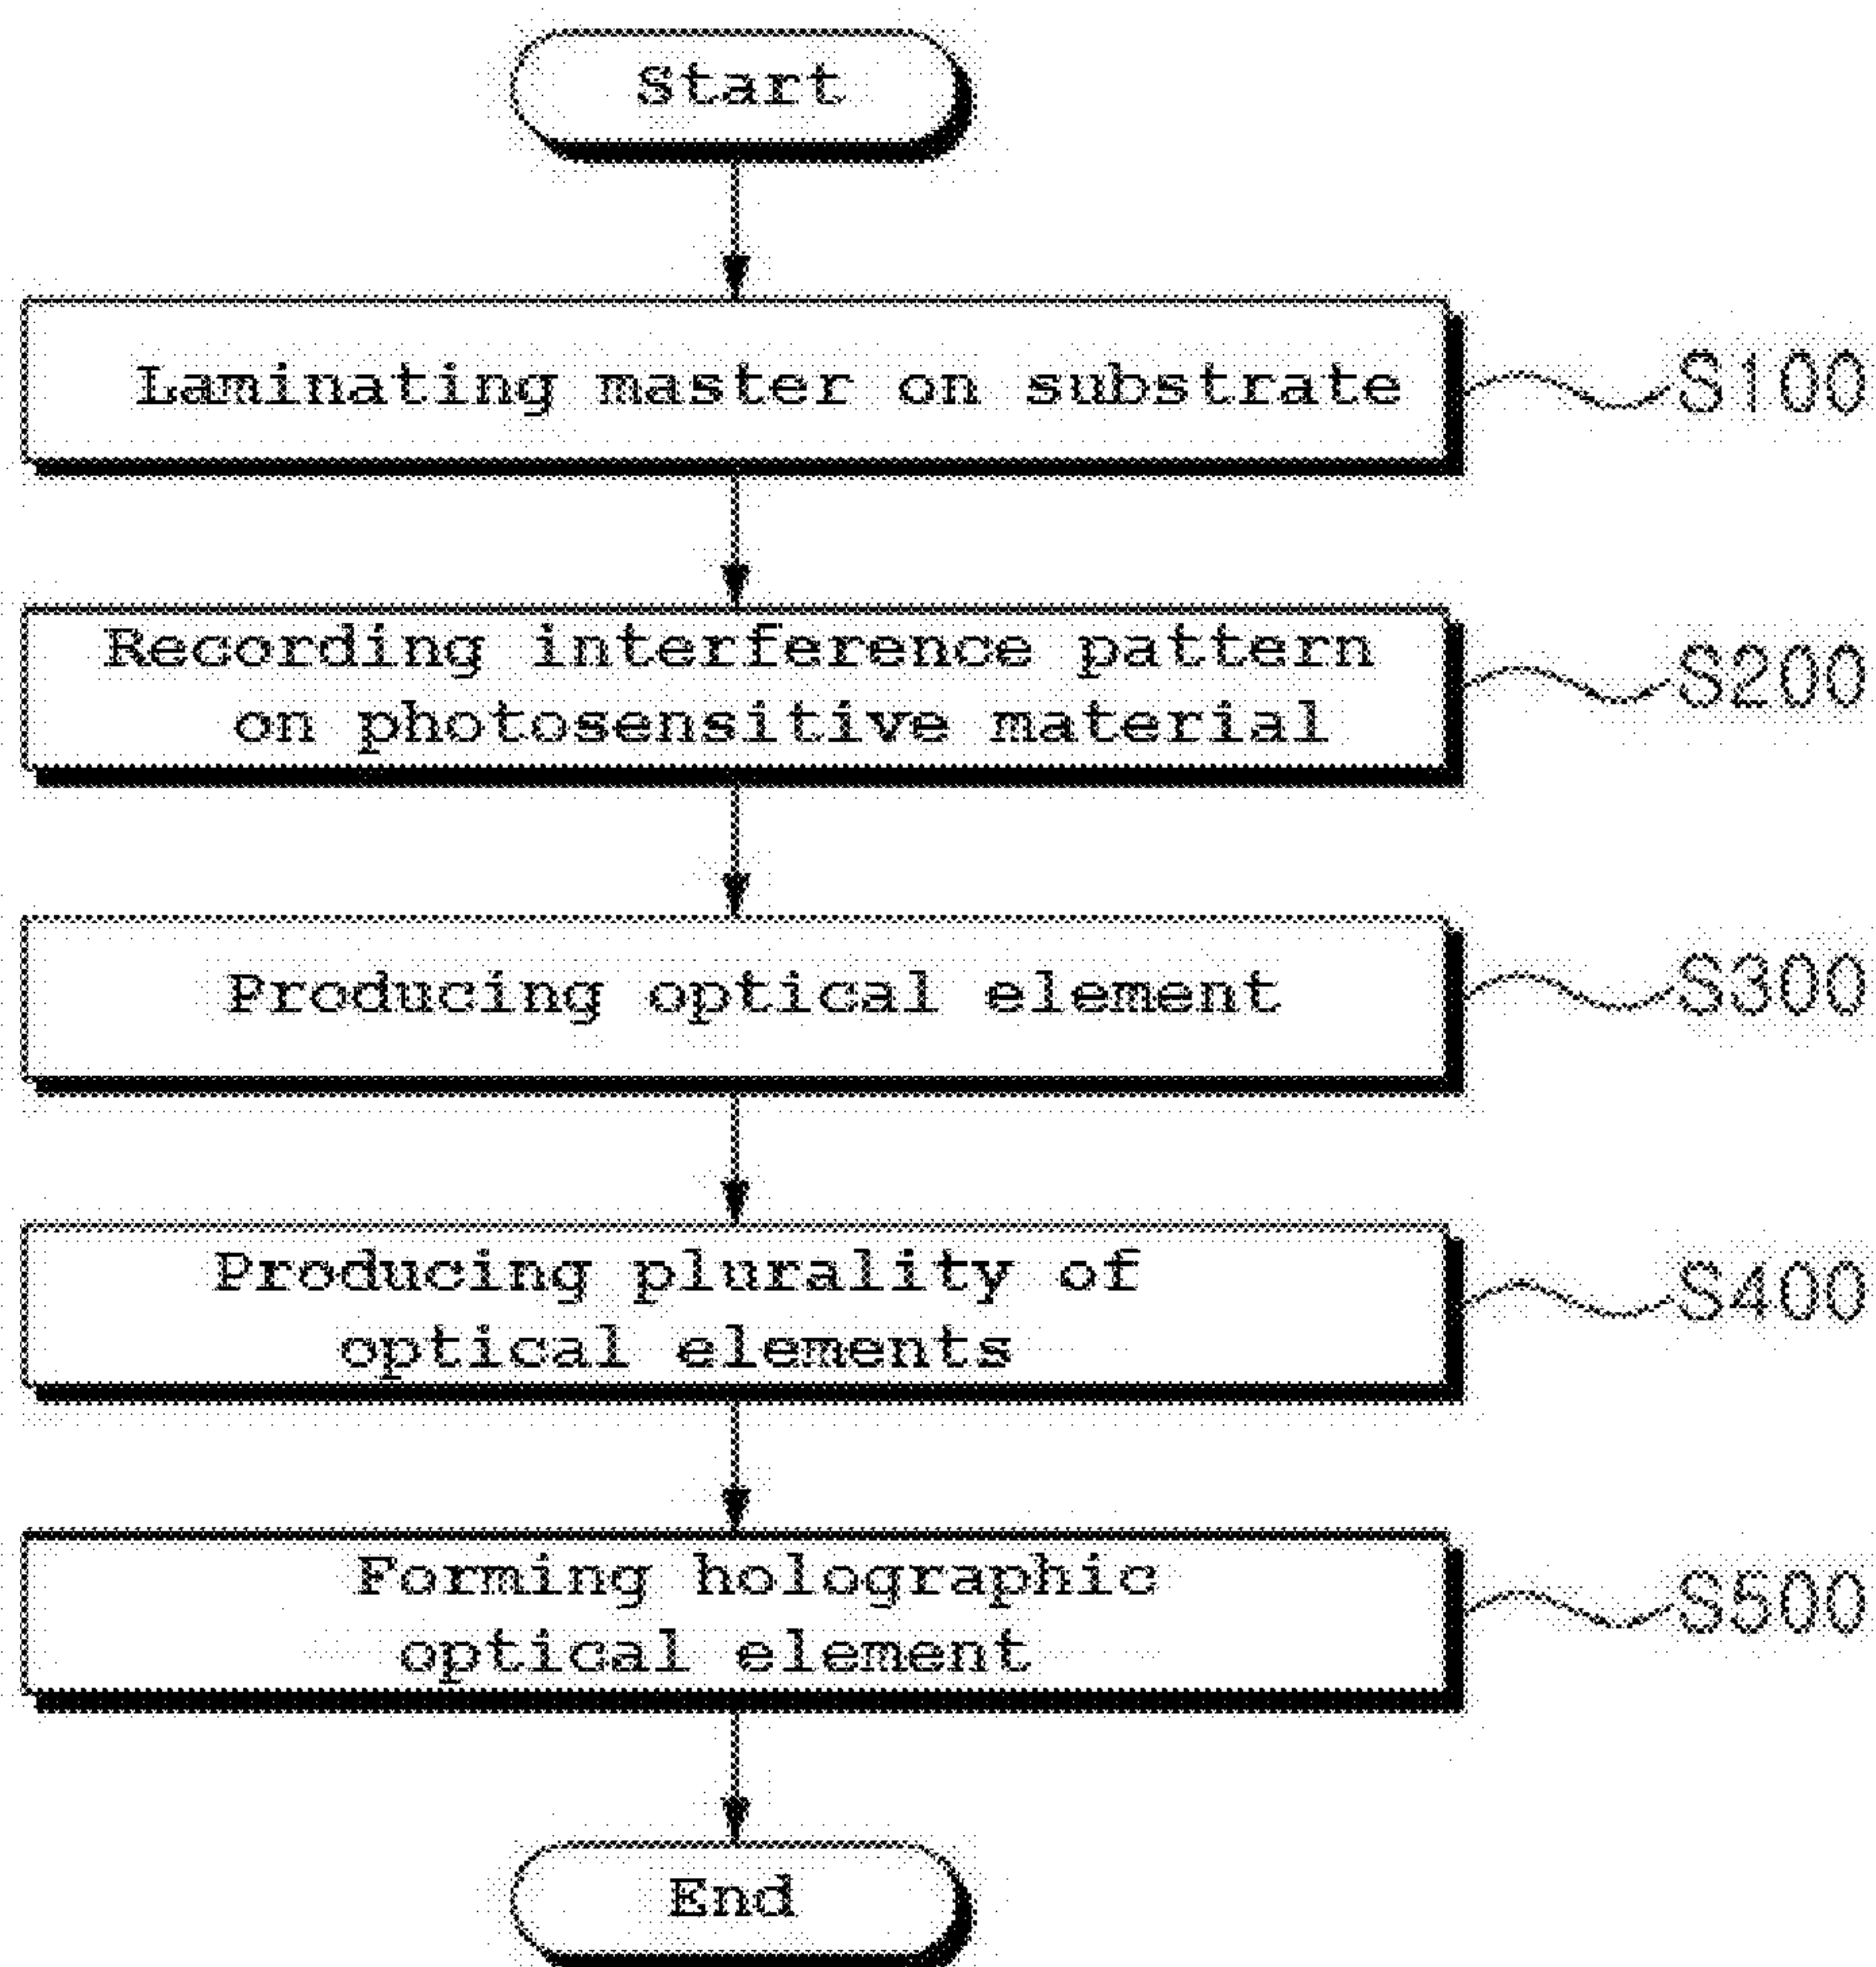 Start
Laminating master on substrate
S100
Recording interference pattern
on photosensitive material
S200
Producing optical element
S300
Producing plurality of
optical elements
S400
Forming holographic
optical element
S500
End